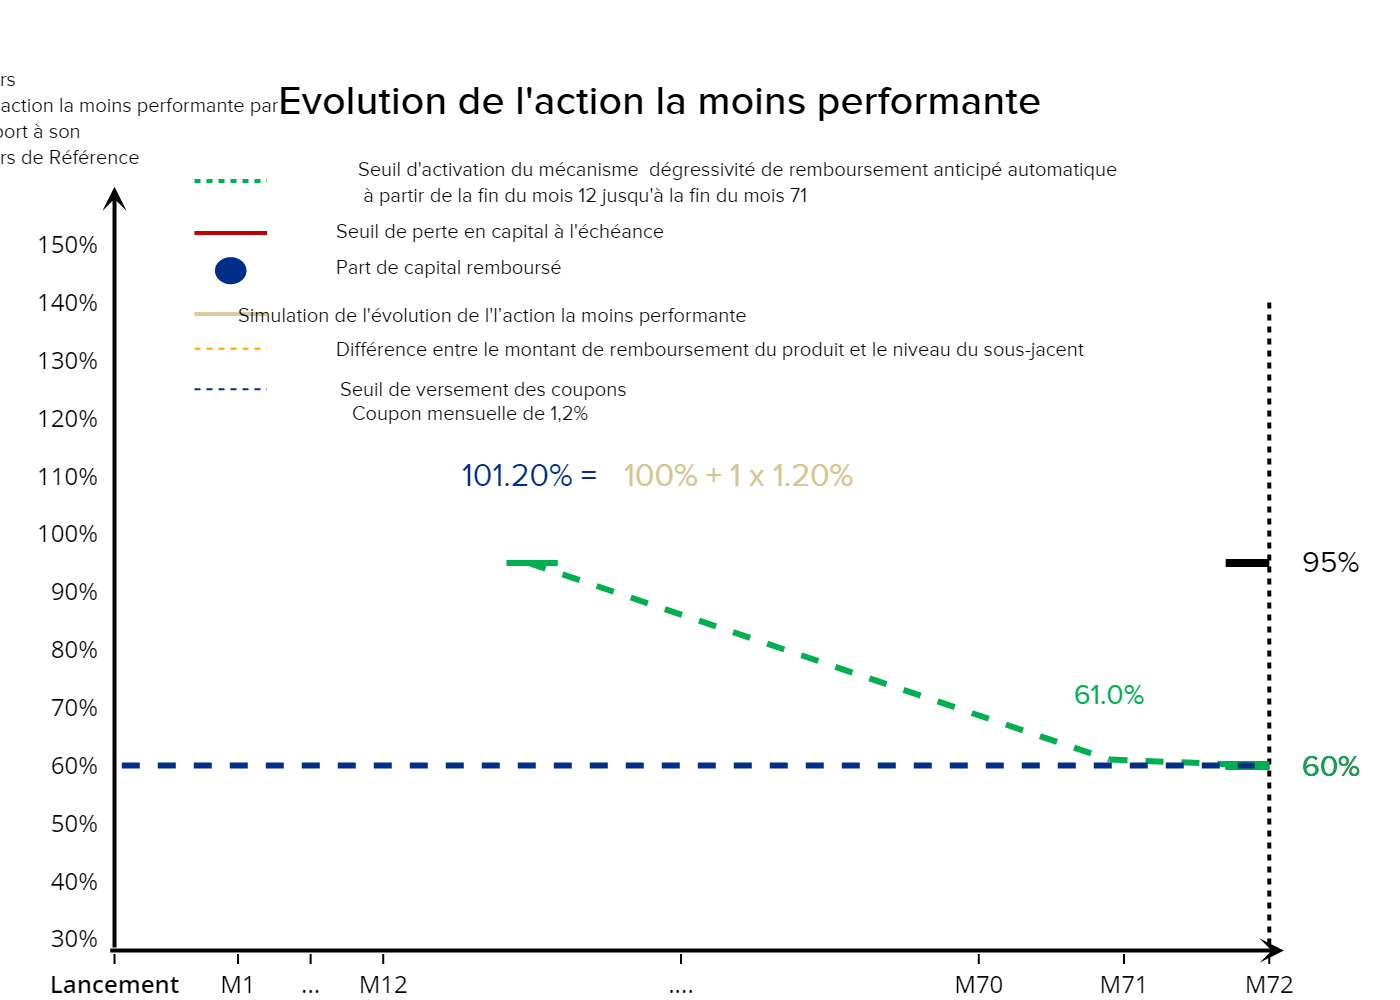 rs
action la moins performante par
port à son
rs de Référence
Evolution de l'action la moins performante
Seuil d'activation du mécanisme  dégressivité de remboursement anticipé automatique
à partir de la fin du mois 12 jusqu'à la fin du mois 71
Seuil de perte en capital à l'échéance
Part de capital remboursé
Simulation de l'évolution de l'l’action la moins performante
Différence entre le montant de remboursement du produit et le niveau du sous-jacent
Seuil de versement des coupons
Coupon mensuelle de 1,2%
150%
140%
130%
120%
110%
100%
90%
80%
70%
60%
50%
40%
30%
101.20% = 100% + 1 x 1.20%
95%
61.0%
60%
Lancement M1 ... M12 .... M70 M71 M72